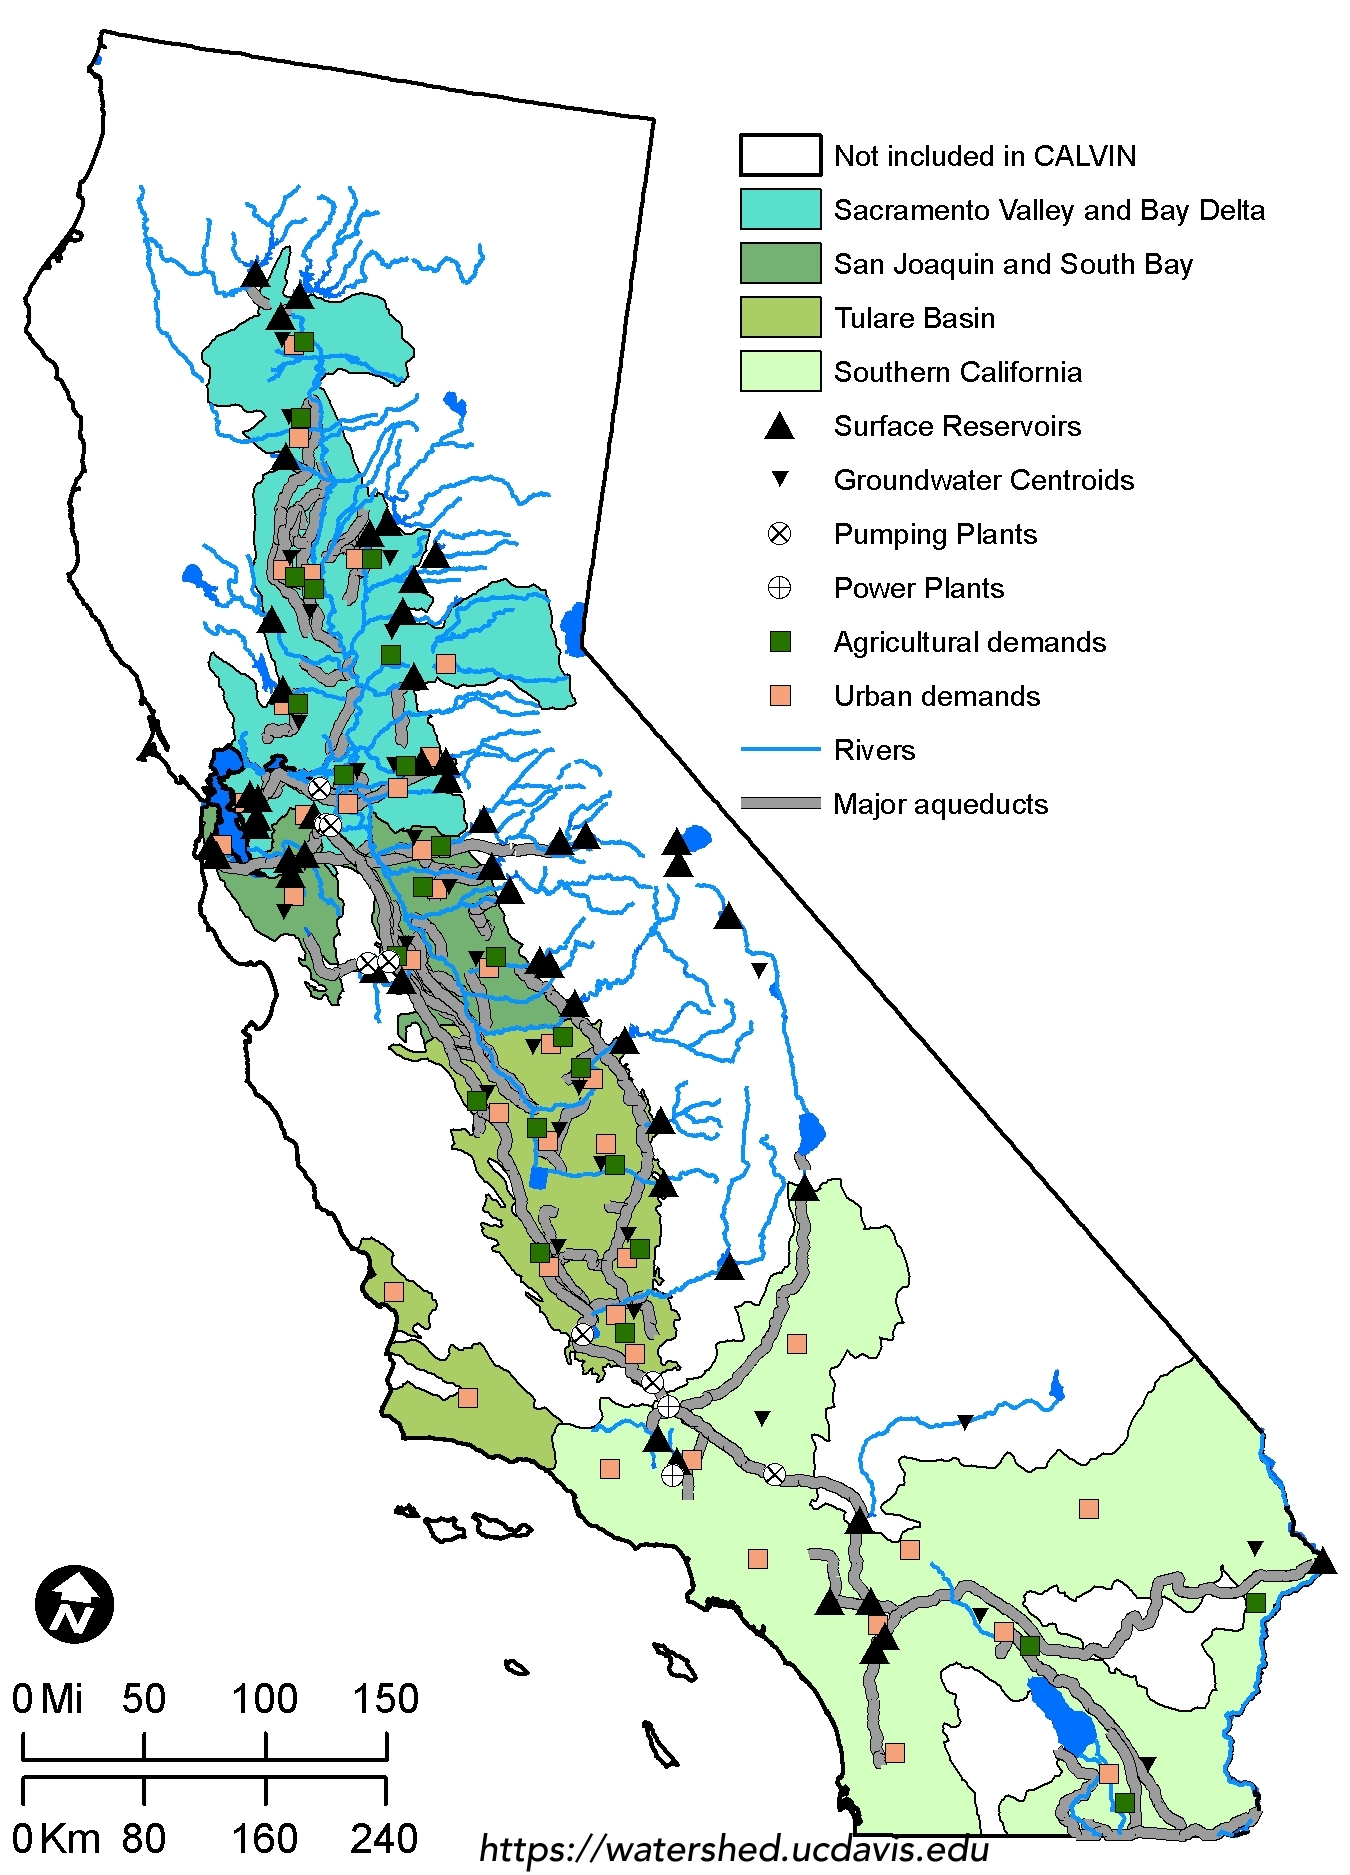 Not included in CALVIN
Sacramento Valley and Bay Delta
San Joaquin and South Bay
Tulare Basin
Southern California
Surface Reservoirs
Groundwater Centroids
Pumping Plants
Power Plants
Agricultural demands
Urban demands
Rivers
Major aqueducts
N
0 Mi 50 100 150
0 Km 80 160 240
https://watershed.ucdavis.edu